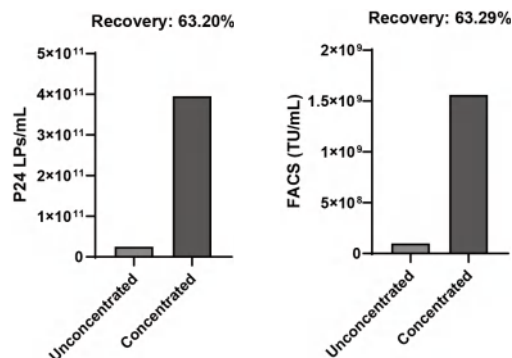 Recovery: 63.20%
P24 LPs/mL
5×10¹¹
4×10¹¹
3×10¹¹
2×10¹¹
1×10¹¹
0
Unconcentrated
Concentrated
Recovery: 63.29%
FACS (TU/mL)
2×10⁹
1.5×10⁹
1×10⁹
5×10⁸
0
Unconcentrated
Concentrated